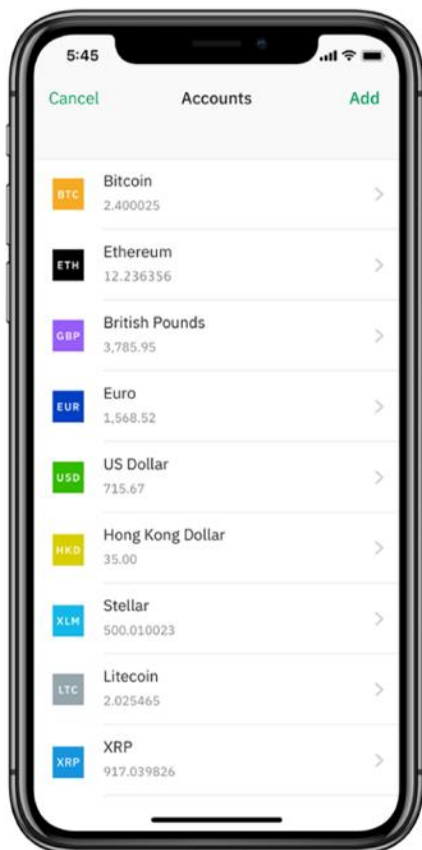 5:45
Cancel Accounts Add
BTC Bitcoin
2.400025
ETH Ethereum
12.236356
GBP British Pounds
3,785.95
EUR Euro
1,568.52
USD US Dollar
715.67
HKD Hong Kong Dollar
35.00
XLM Stellar
500.010023
LTC Litecoin
2.025465
XRP XRP
917.039826